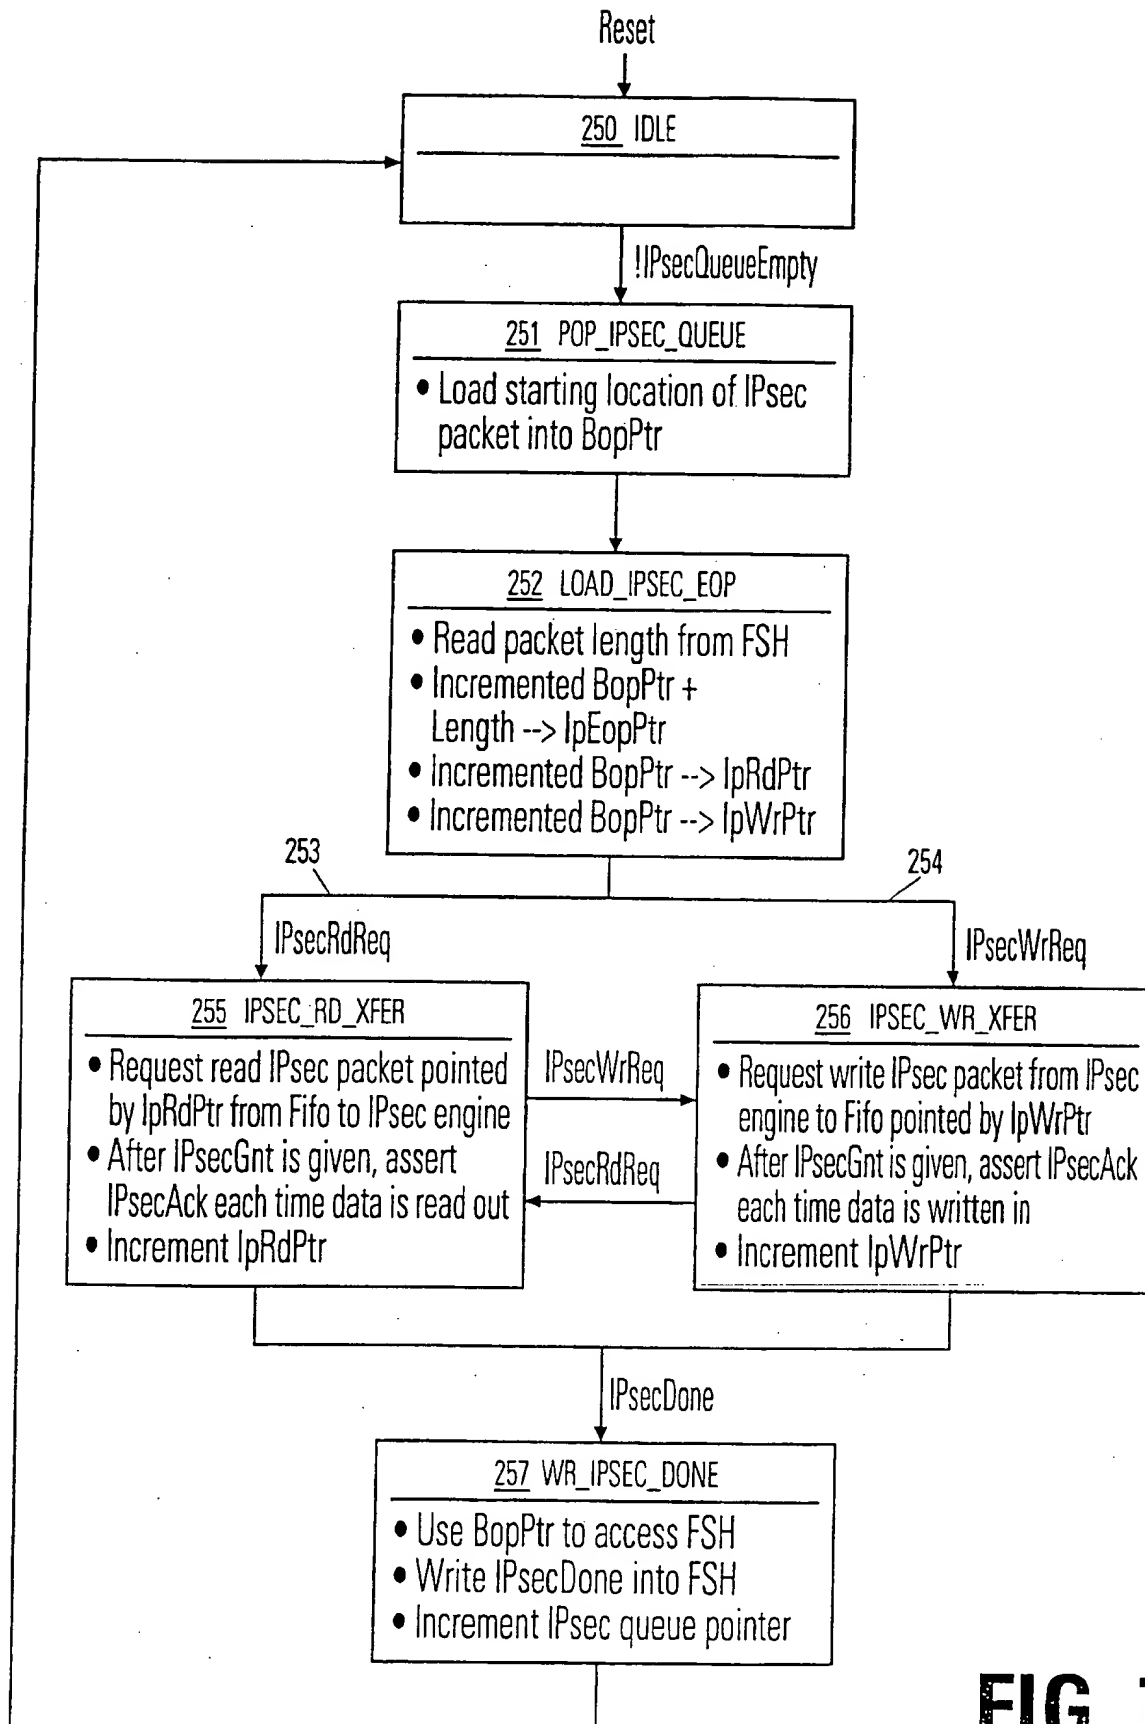 Reset
250 IDLE
!IPsecQueueEmpty
251 POP_IPSEC_QUEUE
• Load starting location of IPsec
packet into BopPtr
252 LOAD_IPSEC_EOP
• Read packet length from FSH
• Incremented BopPtr +
Length --> IpEopPtr
• Incremented BopPtr --> IpRdPtr
• Incremented BopPtr --> IpWrPtr
253
254
IPsecRdReq
IPsecWrReq
255 IPSEC_RD_XFER
• Request read IPsec packet pointed
by IpRdPtr from Fifo to IPsec engine
• After IPsecGnt is given, assert
IPsecAck each time data is read out
• Increment IpRdPtr
IPsecWrReq
IPsecRdReq
256 IPSEC_WR_XFER
• Request write IPsec packet from IPsec
engine to Fifo pointed by IpWrPtr
• After IPsecGnt is given, assert IPsecAck
each time data is written in
• Increment IpWrPtr
IPsecDone
257 WR_IPSEC_DONE
• Use BopPtr to access FSH
• Write IPsecDone into FSH
• Increment IPsec queue pointer
FIG